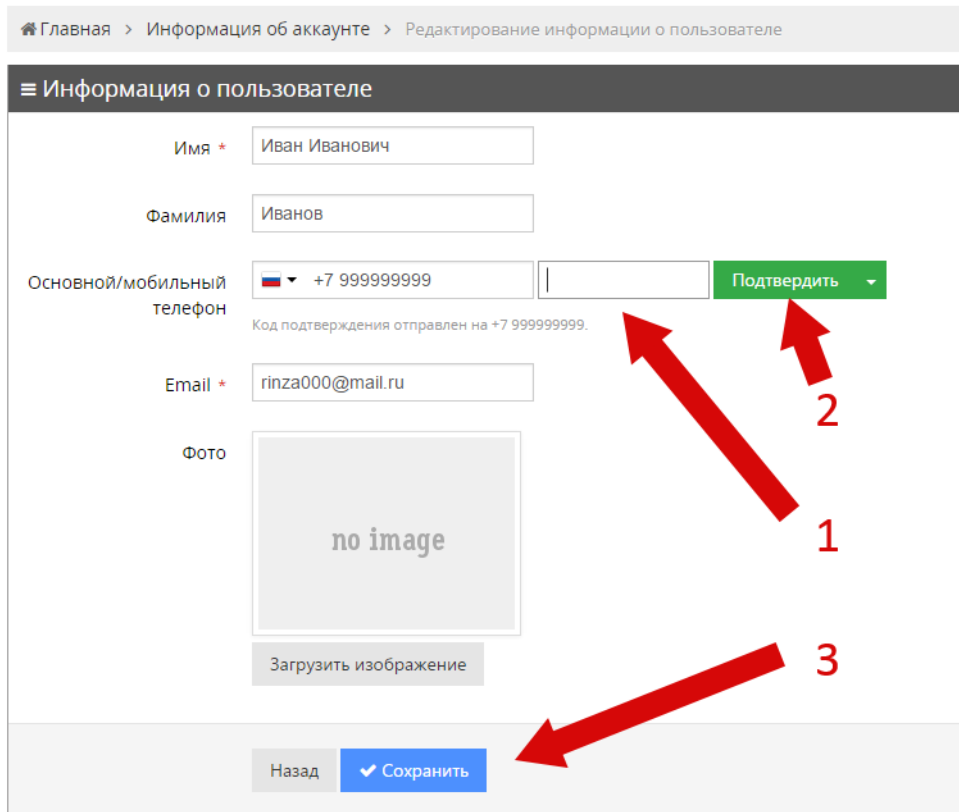 Главная > Информация об аккаунте > Редактирование информации о пользователе
≡ Информация о пользователе
Имя *
Иван Иванович
Фамилия
Иванов
Основной/мобильный
телефон
+7 999999999
Подтвердить
Код подтверждения отправлен на +7 999999999.
Email *
rinza000@mail.ru
2
Фото
no image
1
Загрузить изображение
3
Назад
✔ Сохранить